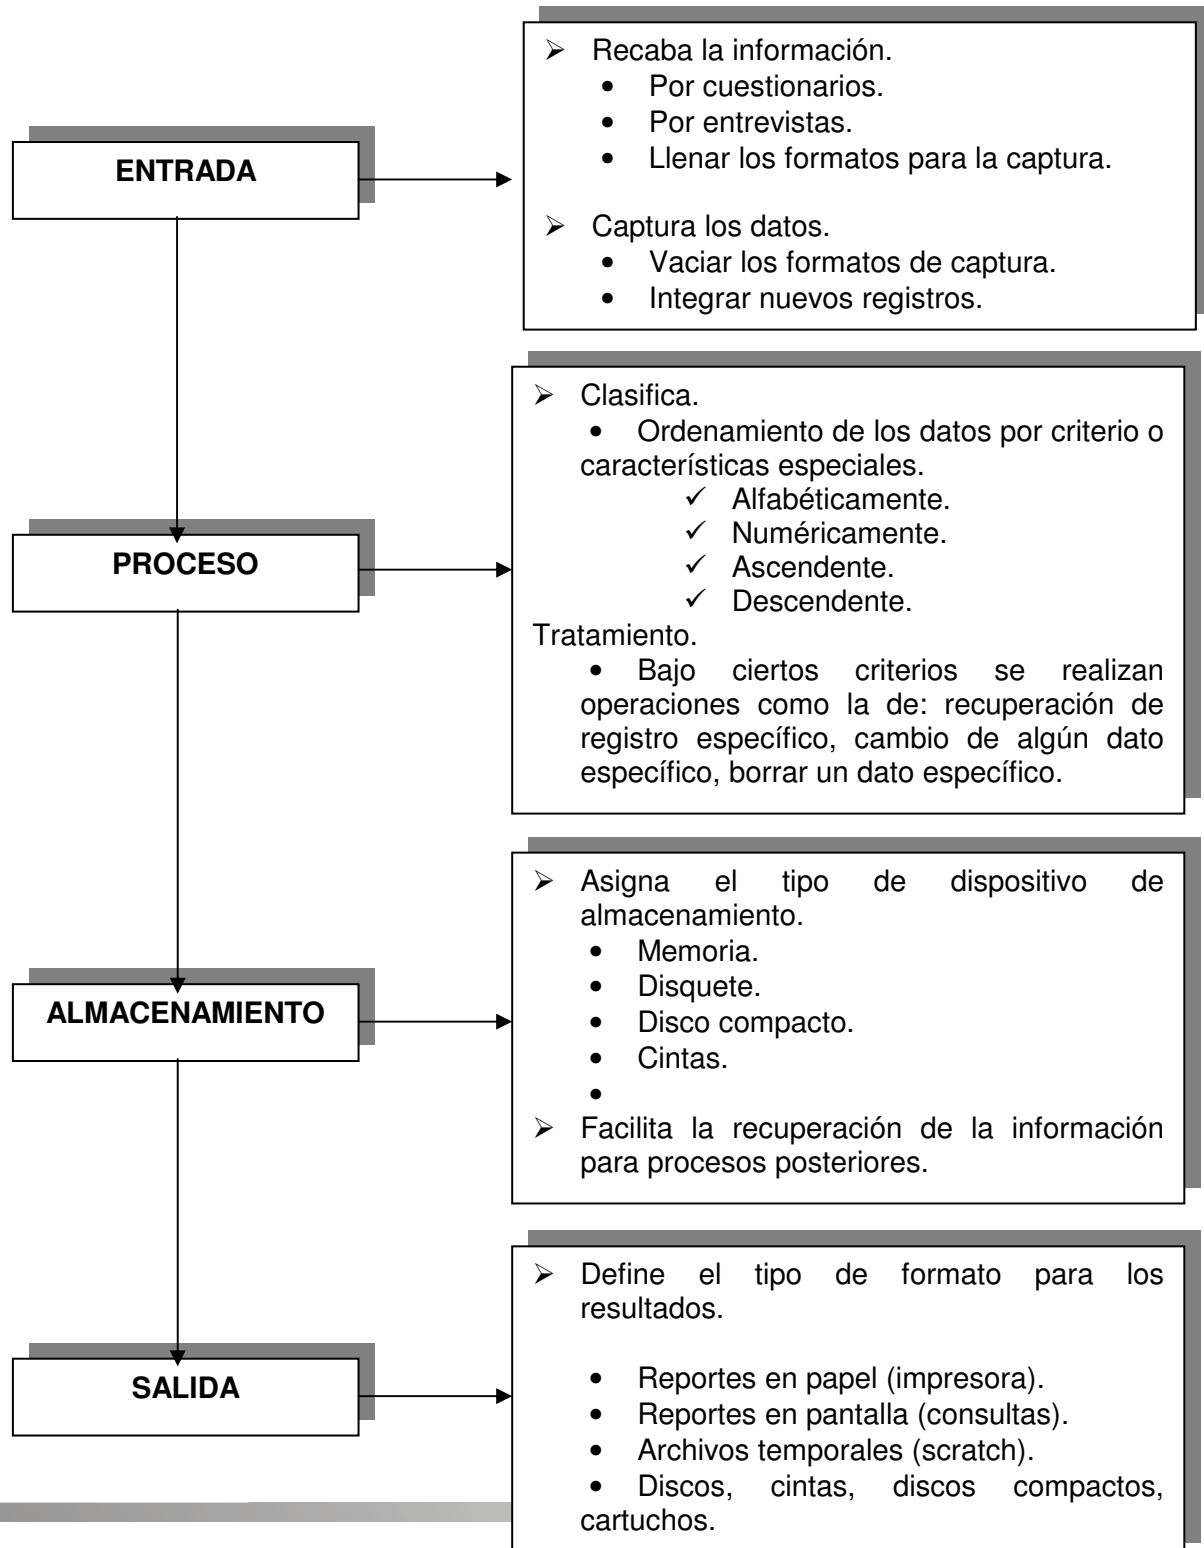 ENTRADA
➢ Recaba la información.
• Por cuestionarios.
• Por entrevistas.
• Llenar los formatos para la captura.
➢ Captura los datos.
• Vaciar los formatos de captura.
• Integrar nuevos registros.
PROCESO
➢ Clasifica.
• Ordenamiento de los datos por criterio o
características especiales.
✓ Alfabéticamente.
✓ Numéricamente.
✓ Ascendente.
✓ Descendente.
Tratamiento.
• Bajo ciertos criterios se realizan
operaciones como la de: recuperación de
registro específico, cambio de algún dato
específico, borrar un dato específico.
ALMACENAMIENTO
➢ Asigna el tipo de dispositivo de
almacenamiento.
• Memoria.
• Disquete.
• Disco compacto.
• Cintas.
•
➢ Facilita la recuperación de la información
para procesos posteriores.
SALIDA
➢ Define el tipo de formato para los
resultados.
• Reportes en papel (impresora).
• Reportes en pantalla (consultas).
• Archivos temporales (scratch).
• Discos, cintas, discos compactos,
cartuchos.